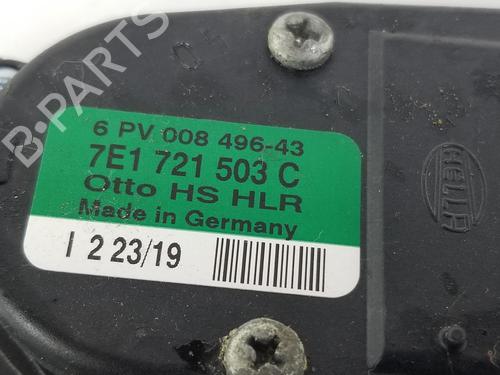 B-PARTS
6 PV 008 496-43
7E1 721 503 C
Otto HS HLR
Made in Germany
I 2 23/19
HELLA